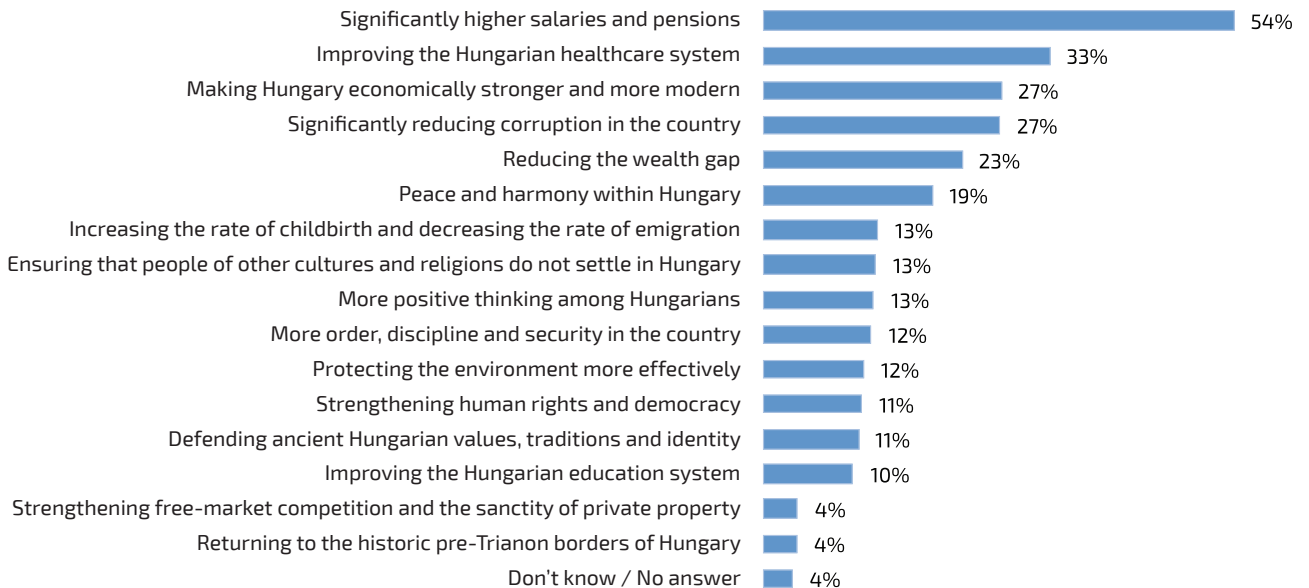 Significantly higher salaries and pensions 54%
Improving the Hungarian healthcare system 33%
Making Hungary economically stronger and more modern 27%
Significantly reducing corruption in the country 27%
Reducing the wealth gap 23%
Peace and harmony within Hungary 19%
Increasing the rate of childbirth and decreasing the rate of emigration 13%
Ensuring that people of other cultures and religions do not settle in Hungary 13%
More positive thinking among Hungarians 13%
More order, discipline and security in the country 12%
Protecting the environment more effectively 12%
Strengthening human rights and democracy 11%
Defending ancient Hungarian values, traditions and identity 11%
Improving the Hungarian education system 10%
Strengthening free-market competition and the sanctity of private property 4%
Returning to the historic pre-Trianon borders of Hungary 4%
Don’t know / No answer 4%